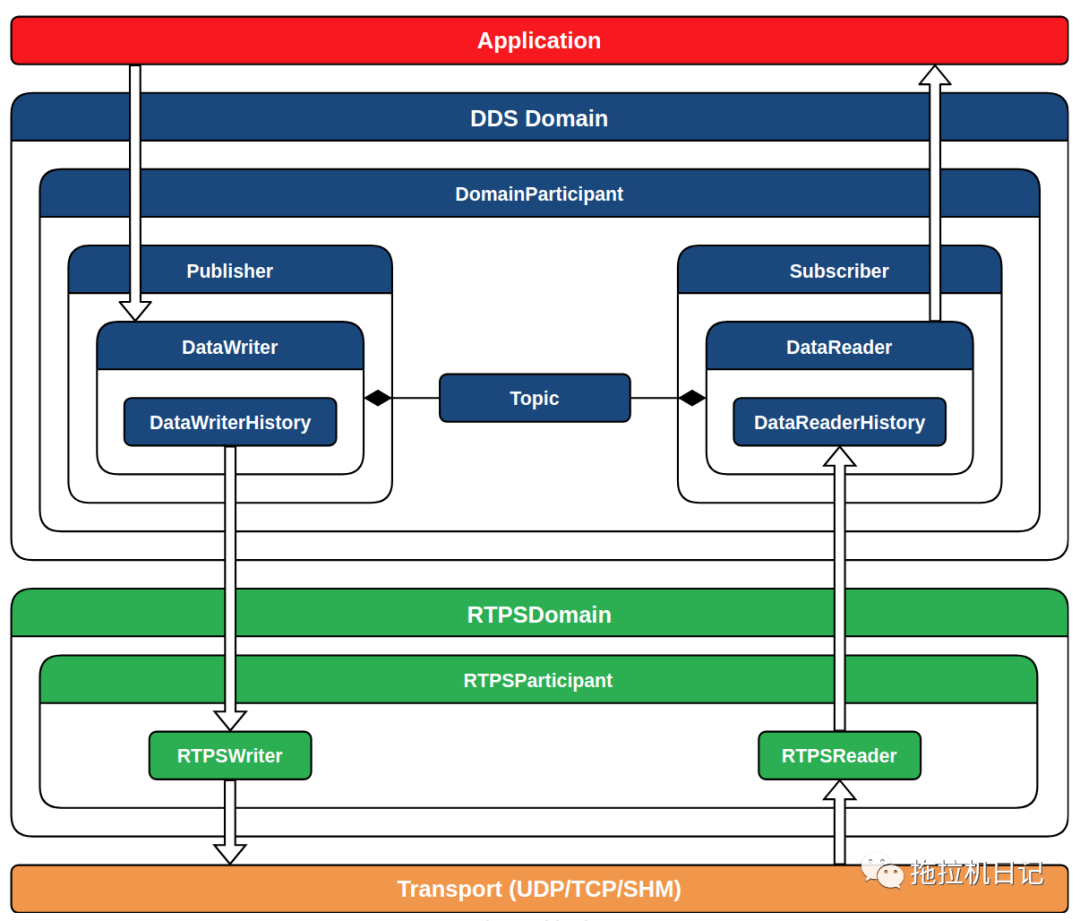 Application
DDS Domain
DomainParticipant
Publisher
Subscriber
DataWriter
DataReader
Topic
DataWriterHistory
DataReaderHistory
RTPSDomain
RTPSParticipant
RTPSWriter
RTPSReader
拖拉机日记
Transport (UDP/TCP/SHM)